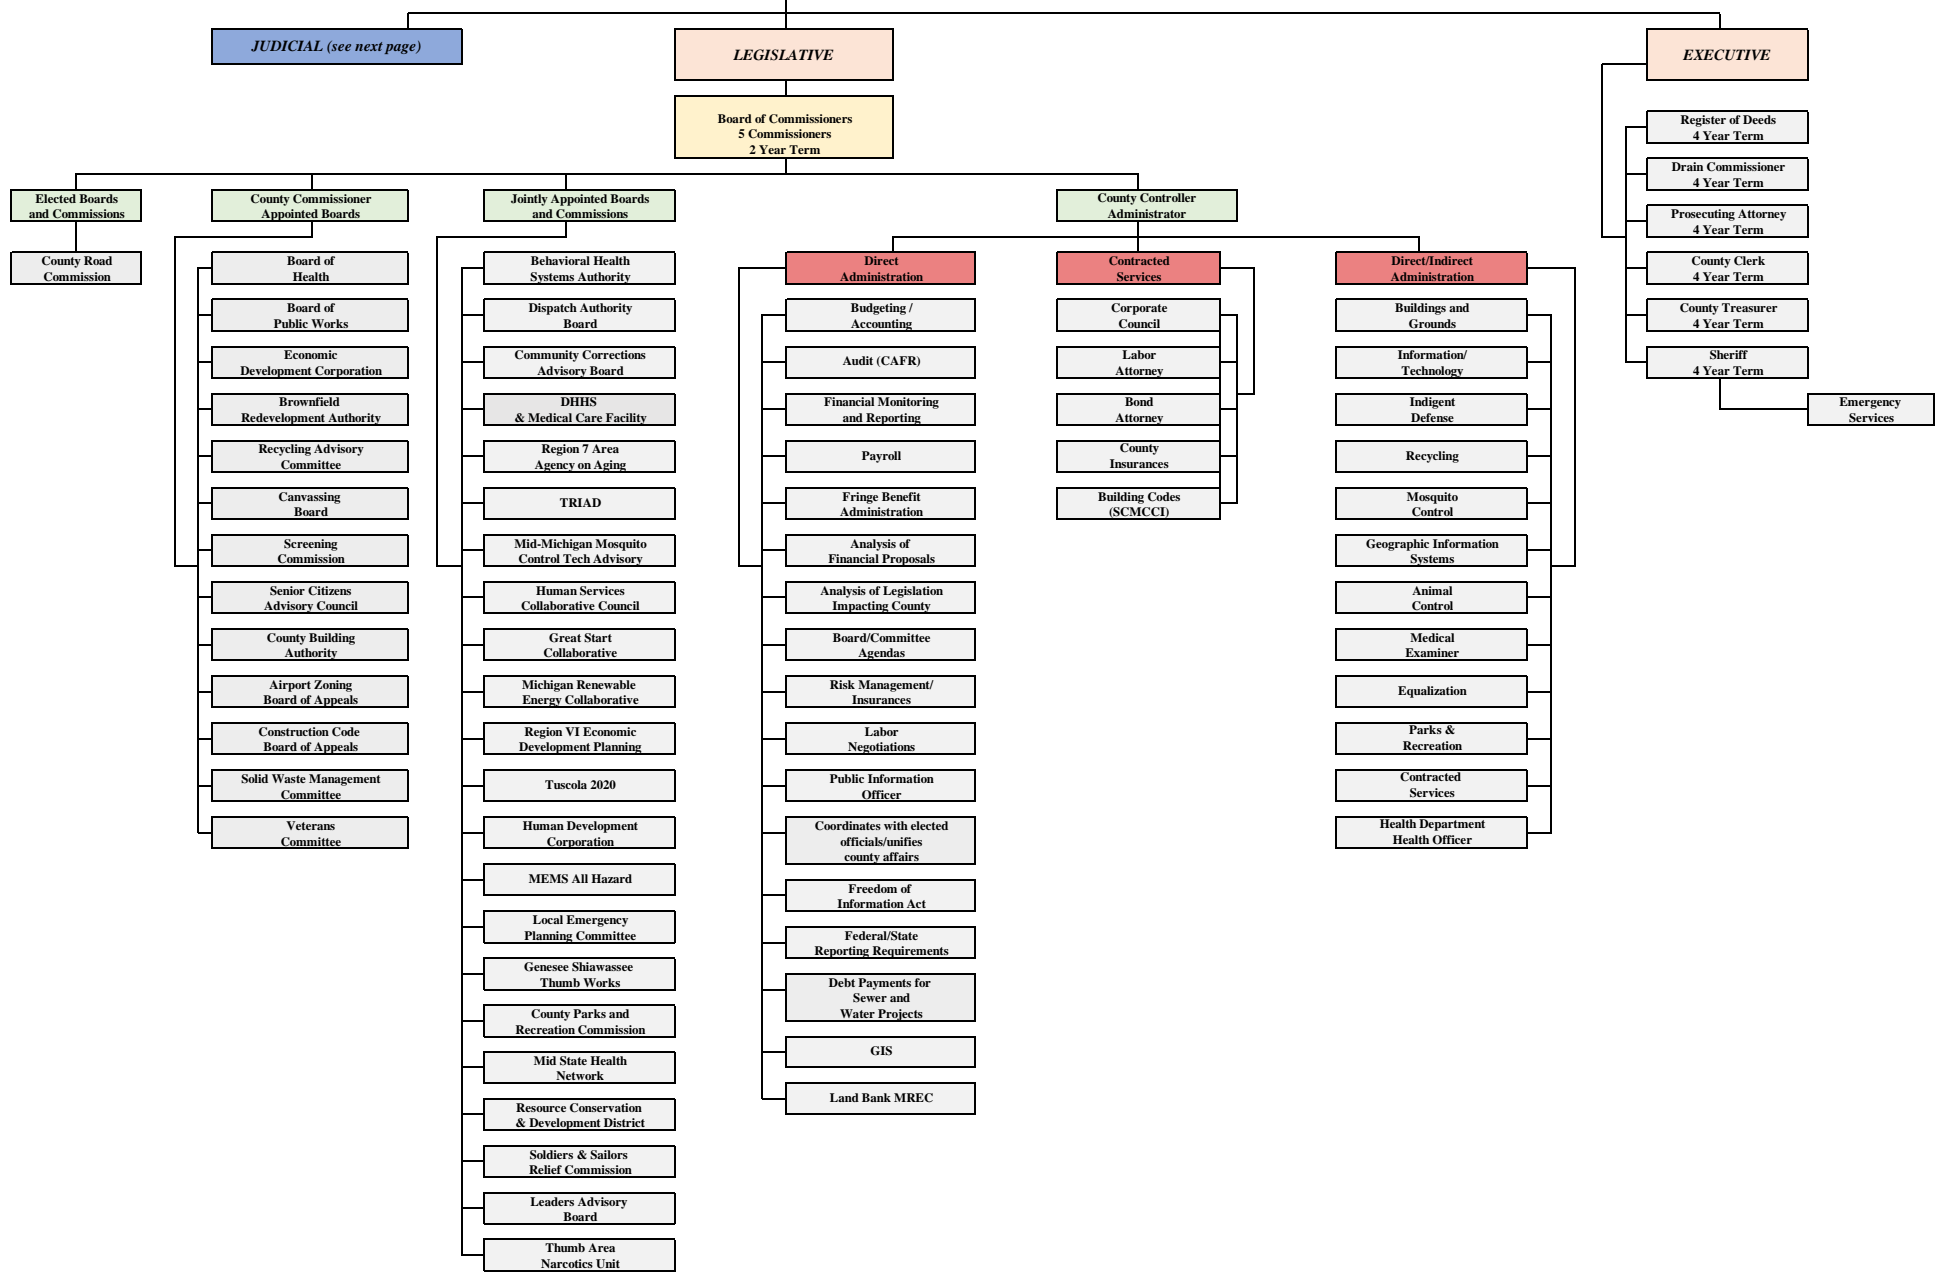 JUDICIAL (see next page)
LEGISLATIVE
EXECUTIVE
Board of Commissioners
5 Commissioners
2 Year Term
Elected Boards
and Commissions
County Road
Commission
County Commissioner
Appointed Boards
Board of
Health
Board of
Public Works
Economic
Development Corporation
Brownfield
Redevelopment Authority
Recycling Advisory
Committee
Canvassing
Board
Screening
Commission
Senior Citizens
Advisory Council
County Building
Authority
Airport Zoning
Board of Appeals
Construction Code
Board of Appeals
Solid Waste Management
Committee
Veterans
Committee
Jointly Appointed Boards
and Commissions
Behavioral Health
Systems Authority
Dispatch Authority
Board
Community Corrections
Advisory Board
DHHS
& Medical Care Facility
Region 7 Area
Agency on Aging
TRIAD
Mid-Michigan Mosquito
Control Tech Advisory
Human Services
Collaborative Council
Great Start
Collaborative
Michigan Renewable
Energy Collaborative
Region VI Economic
Development Planning
Tuscola 2020
Human Development
Corporation
MEMS All Hazard
Local Emergency
Planning Committee
Genesee Shiawassee
Thumb Works
County Parks and
Recreation Commission
Mid State Health
Network
Resource Conservation
& Development District
Soldiers & Sailors
Relief Commission
Leaders Advisory
Board
Thumb Area
Narcotics Unit
County Controller
Administrator
Direct
Administration
Budgeting /
Accounting
Audit (CAFR)
Financial Monitoring
and Reporting
Payroll
Fringe Benefit
Administration
Analysis of
Financial Proposals
Analysis of Legislation
Impacting County
Board/Committee
Agendas
Risk Management/
Insurances
Labor
Negotiations
Public Information
Officer
Coordinates with elected
officials/unifies
county affairs
Freedom of
Information Act
Federal/State
Reporting Requirements
Debt Payments for
Sewer and
Water Projects
GIS
Land Bank MREC
Contracted
Services
Corporate
Council
Labor
Attorney
Bond
Attorney
County
Insurances
Building Codes
(SCMCCI)
Direct/Indirect
Administration
Buildings and
Grounds
Information/
Technology
Indigent
Defense
Recycling
Mosquito
Control
Geographic Information
Systems
Animal
Control
Medical
Examiner
Equalization
Parks &
Recreation
Contracted
Services
Health Department
Health Officer
Register of Deeds
4 Year Term
Drain Commissioner
4 Year Term
Prosecuting Attorney
4 Year Term
County Clerk
4 Year Term
County Treasurer
4 Year Term
Sheriff
4 Year Term
Emergency
Services